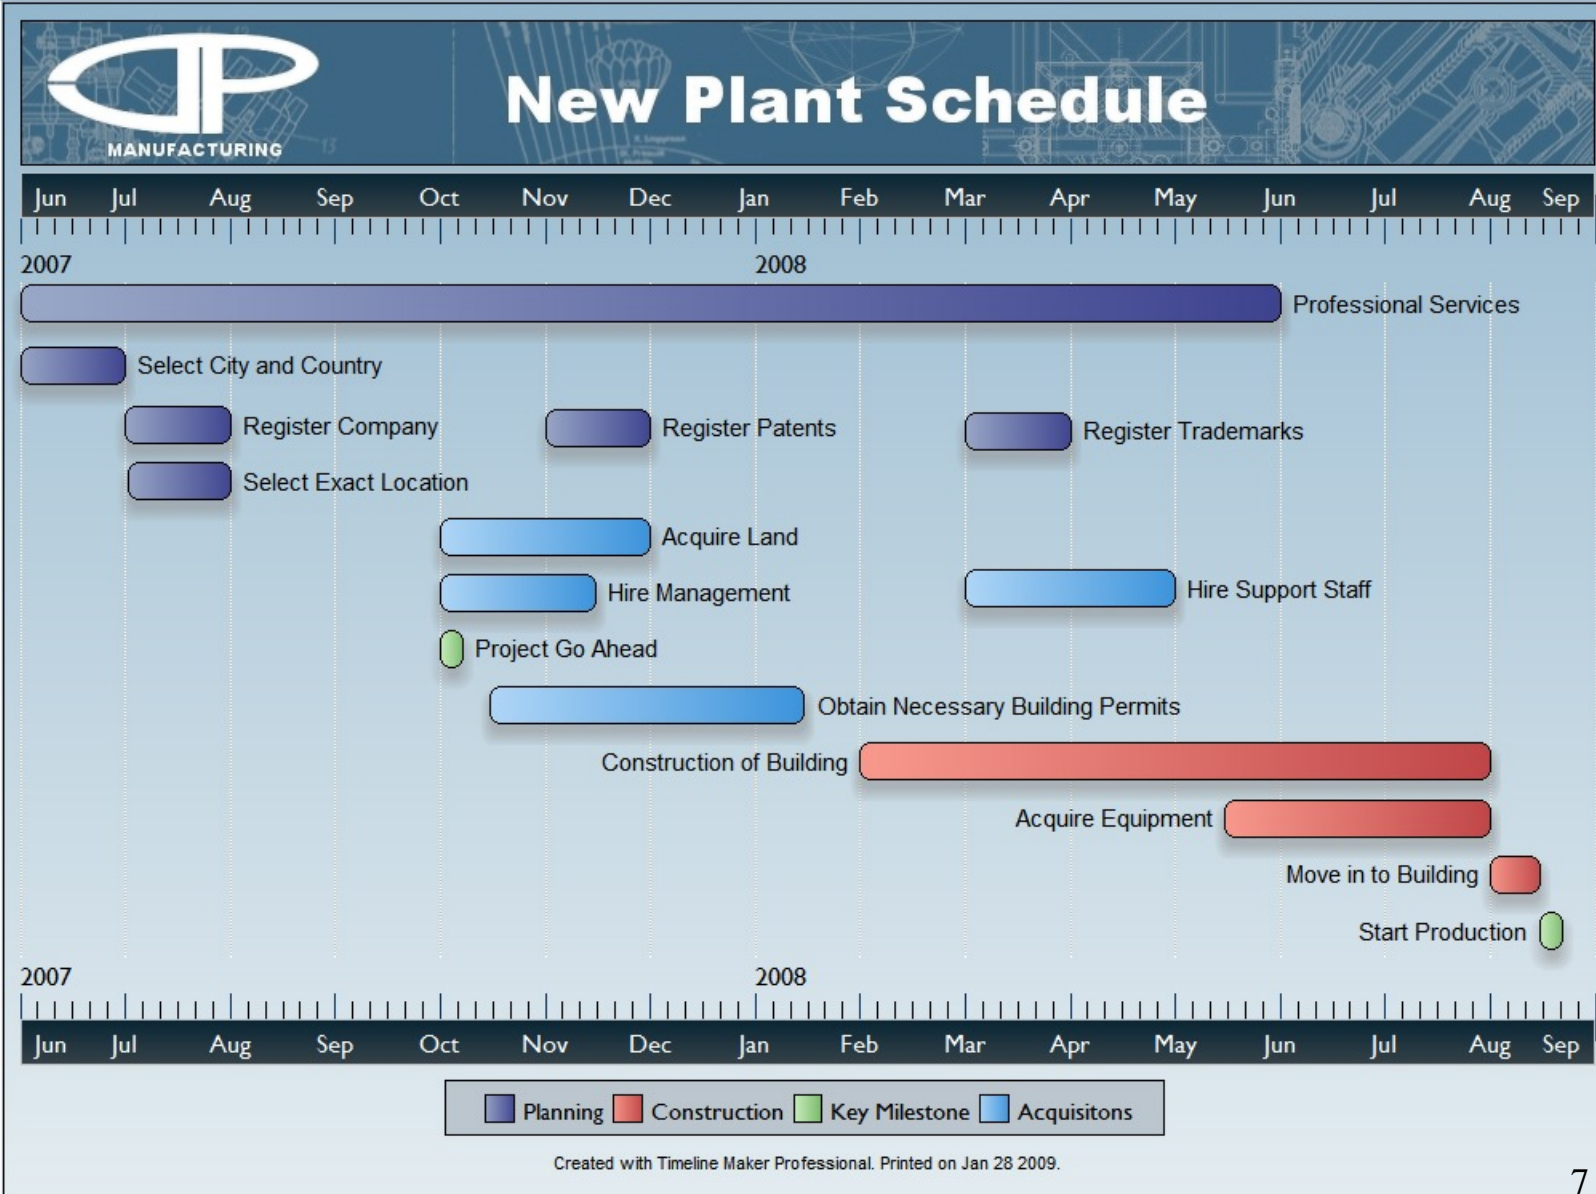 MANUFACTURING
New Plant Schedule
Jun Jul Aug Sep Oct Nov Dec Jan Feb Mar Apr May Jun Jul Aug Sep
2007 2008
Professional Services
Select City and Country
Register Company Register Patents Register Trademarks
Select Exact Location
Acquire Land
Hire Management Hire Support Staff
Project Go Ahead
Obtain Necessary Building Permits
Construction of Building
Acquire Equipment
Move in to Building
Start Production
2007 2008
Jun Jul Aug Sep Oct Nov Dec Jan Feb Mar Apr May Jun Jul Aug Sep
Planning Construction Key Milestone Acquisitons
Created with Timeline Maker Professional. Printed on Jan 28 2009.
7